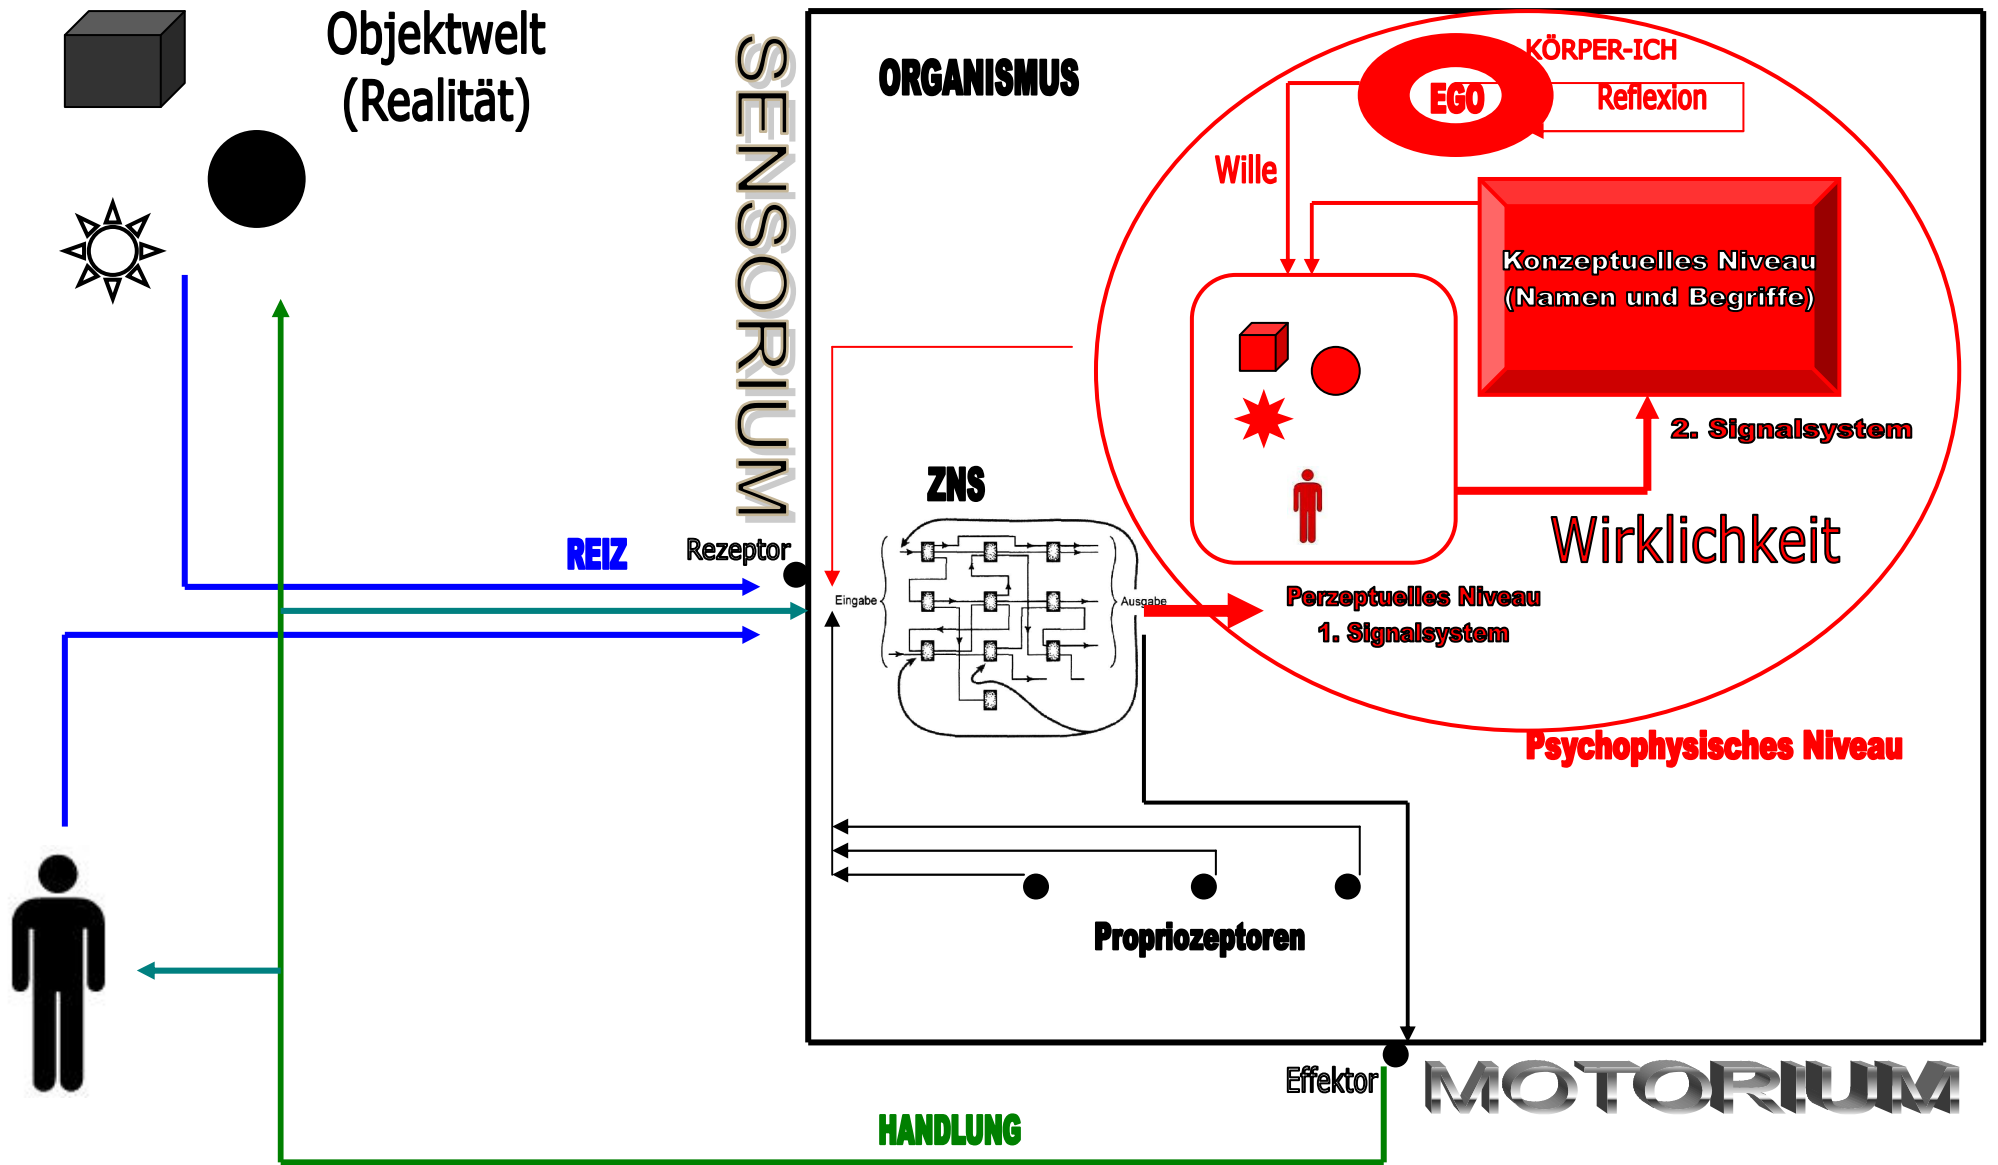 Objektwelt
(Realität)
SENSORIUM
ORGANISMUS
KÖRPER-ICH
EGO
Reflexion
Wille
Konzeptuelles Niveau
(Namen und Begriffe)
2. Signalsystem
ZNS
Wirklichkeit
REIZ
Rezeptor
Eingabe
Ausgabe
Perzeptuelles Niveau
1. Signalsystem
Psychophysisches Niveau
Propriozeptoren
Effektor
MOTORIUM
HANDLUNG